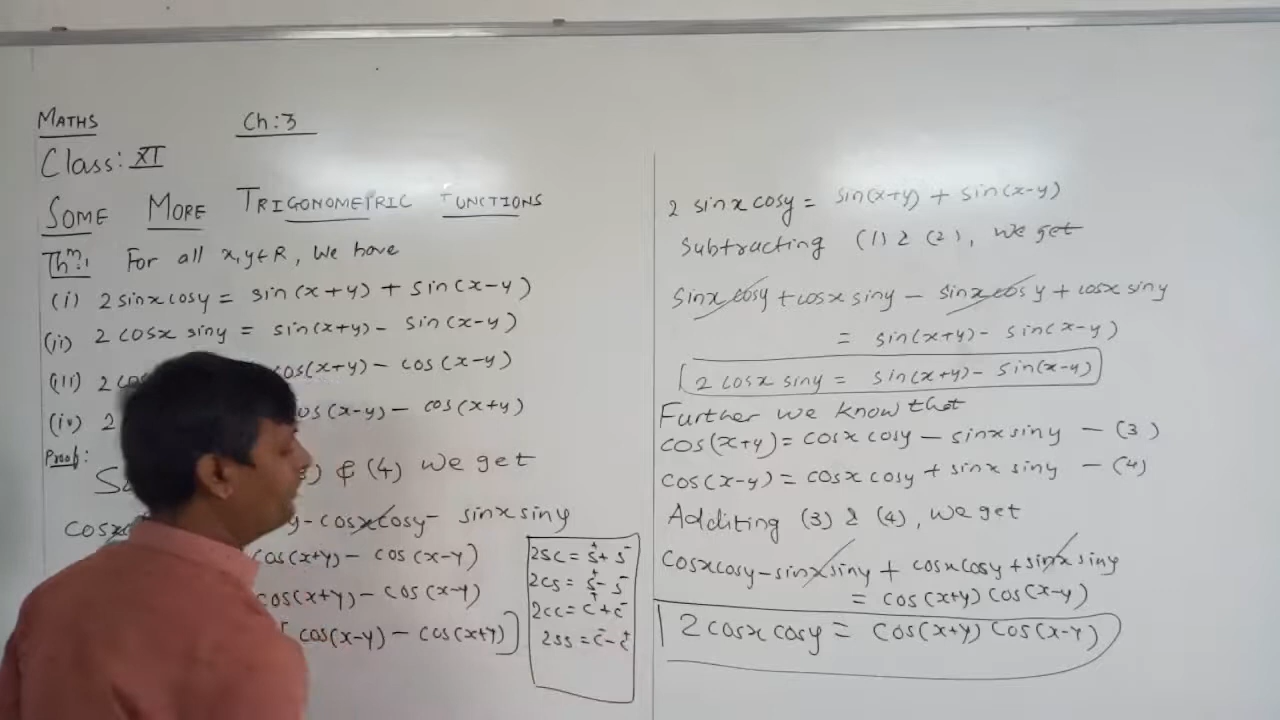 MATHS Ch: 3
Class: XI
SOME MORE TRIGONOMETRIC FUNCTIONS
Thm:1 For all x,y∈R, We have
(i) 2 sinx cosy = sin(x+y) + sin(x-y)
(ii) 2 cosx siny = sin(x+y) - sin(x-y)
(iii) 2 cos(x+y) - cos(x-y)
(iv) 2 cos(x-y) - cos(x+y)
Proof:
) & (4) we get
cosx y - cosx cosy - sinx siny
cos(x+y) - cos(x-y)
cos(x+y) - cos(x-y)
[cos(x-y) - cos(x+y)]
2SC = S⁺ + S⁻
2CS = S⁺ - S⁻
2CC = C⁺ + C⁻
2SS = C⁻ - C⁺
2 sinx cosy = sin(x+y) + sin(x-y)
Subtracting (1) & (2), we get
sinx cosy + cosx siny - sinx cosy + cosx siny
= sin(x+y) - sin(x-y)
2 cosx siny = sin(x+y) - sin(x-y)
Further we know that
cos(x+y) = cosx cosy - sinx siny - (3)
cos(x-y) = cosx cosy + sinx siny - (4)
Additing (3) & (4), we get
cosx cosy - sinx siny + cosx cosy + sinx siny
= cos(x+y) cos(x-y)
2 cosx cosy = cos(x+y) cos(x-y)